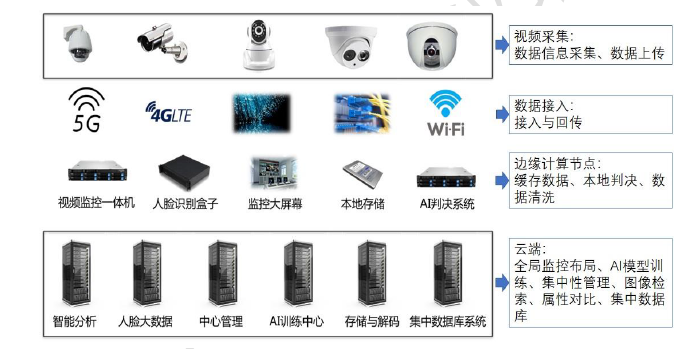 视频采集:
数据信息采集、数据上传
5G
4GLTE
Wi-Fi
数据接入:
接入与回传
视频监控一体机
人脸识别盒子
监控大屏幕
本地存储
AI判决系统
边缘计算节点:
缓存数据、本地判决、数
据清洗
智能分析
人脸大数据
中心管理
AI训练中心
存储与解码
集中数据库系统
云端:
全局监控布局、AI模型训
练、集中性管理、图像检
索、属性对比、集中数据
库